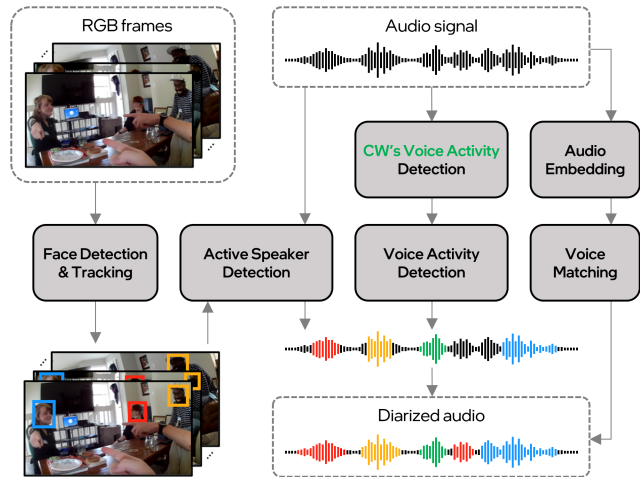 RGB frames
Audio signal
CW's Voice Activity
Detection
Audio
Embedding
Face Detection
& Tracking
Active Speaker
Detection
Voice Activity
Detection
Voice
Matching
Diarized audio